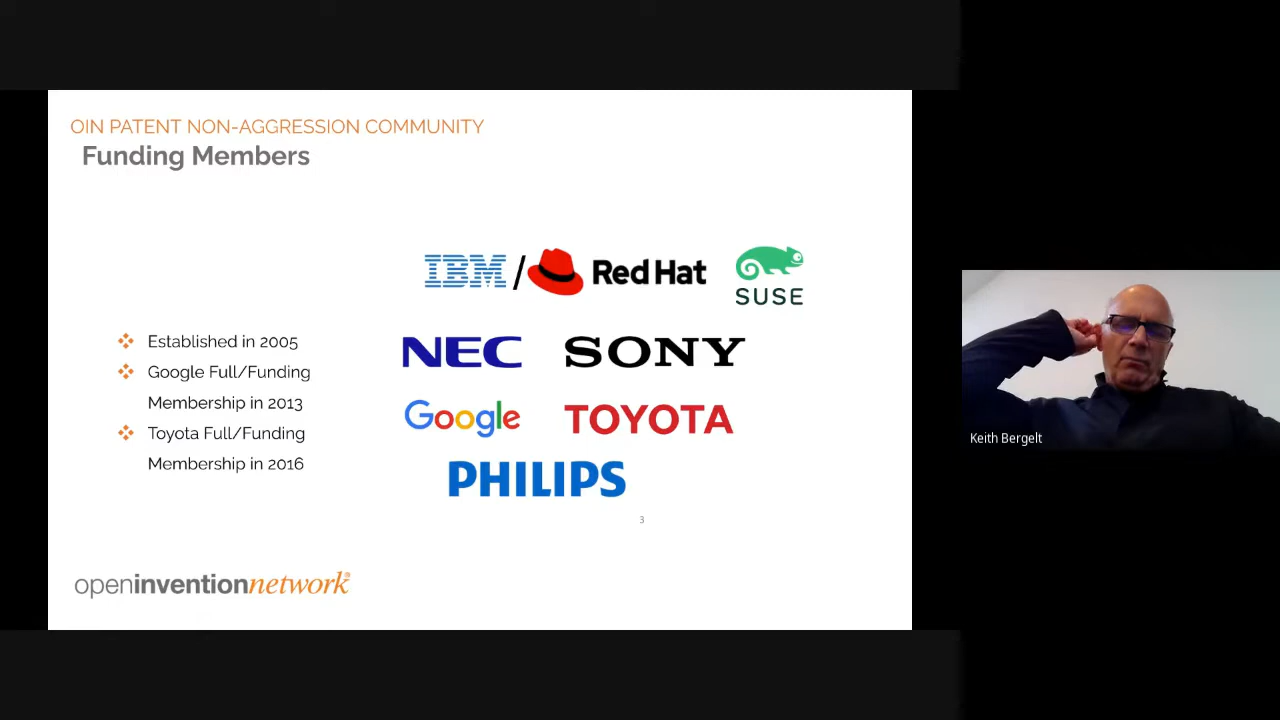 OIN PATENT NON-AGGRESSION COMMUNITY
Funding Members
IBM / Red Hat
SUSE
Established in 2005
Google Full/Funding
Membership in 2013
Toyota Full/Funding
Membership in 2016
NEC SONY
Google TOYOTA
PHILIPS
3
openinventionnetwork®
Keith Bergelt